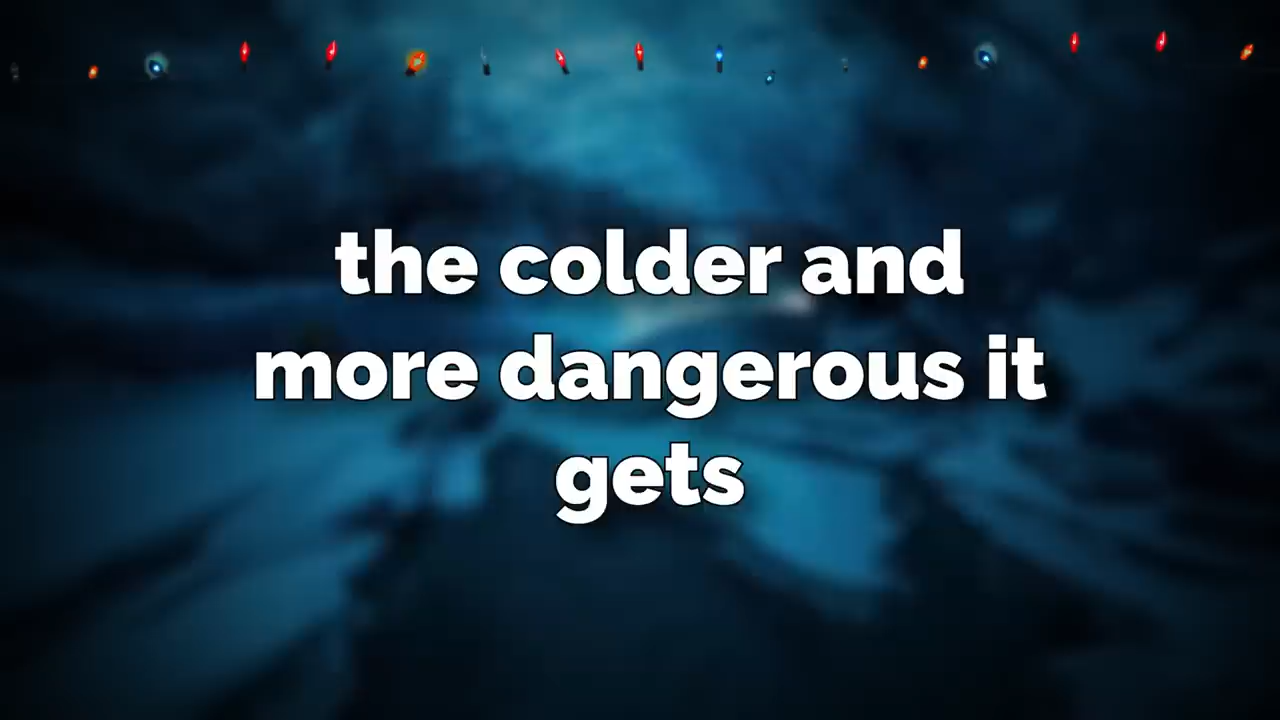 the colder and
more dangerous it
gets